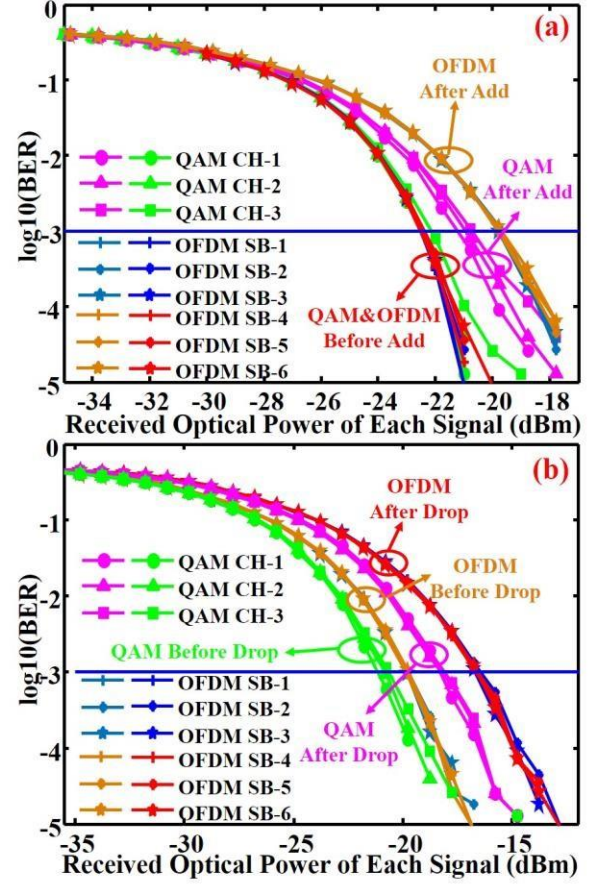 (a)
0
-1
-2
-3
-4
-5
log10(BER)
OFDM
After Add
QAM
After Add
QAM CH-1
QAM CH-2
QAM CH-3
OFDM SB-1
OFDM SB-2
OFDM SB-3
OFDM SB-4
OFDM SB-5
OFDM SB-6
QAM&OFDM
Before Add
-34 -32 -30 -28 -26 -24 -22 -20 -18
Received Optical Power of Each Signal (dBm)
(b)
0
-1
-2
-3
-4
-5
log10(BER)
OFDM
After Drop
OFDM
Before Drop
QAM CH-1
QAM CH-2
QAM CH-3
QAM Before Drop
QAM
After Drop
OFDM SB-1
OFDM SB-2
OFDM SB-3
OFDM SB-4
OFDM SB-5
OFDM SB-6
-35 -30 -25 -20 -15
Received Optical Power of Each Signal (dBm)